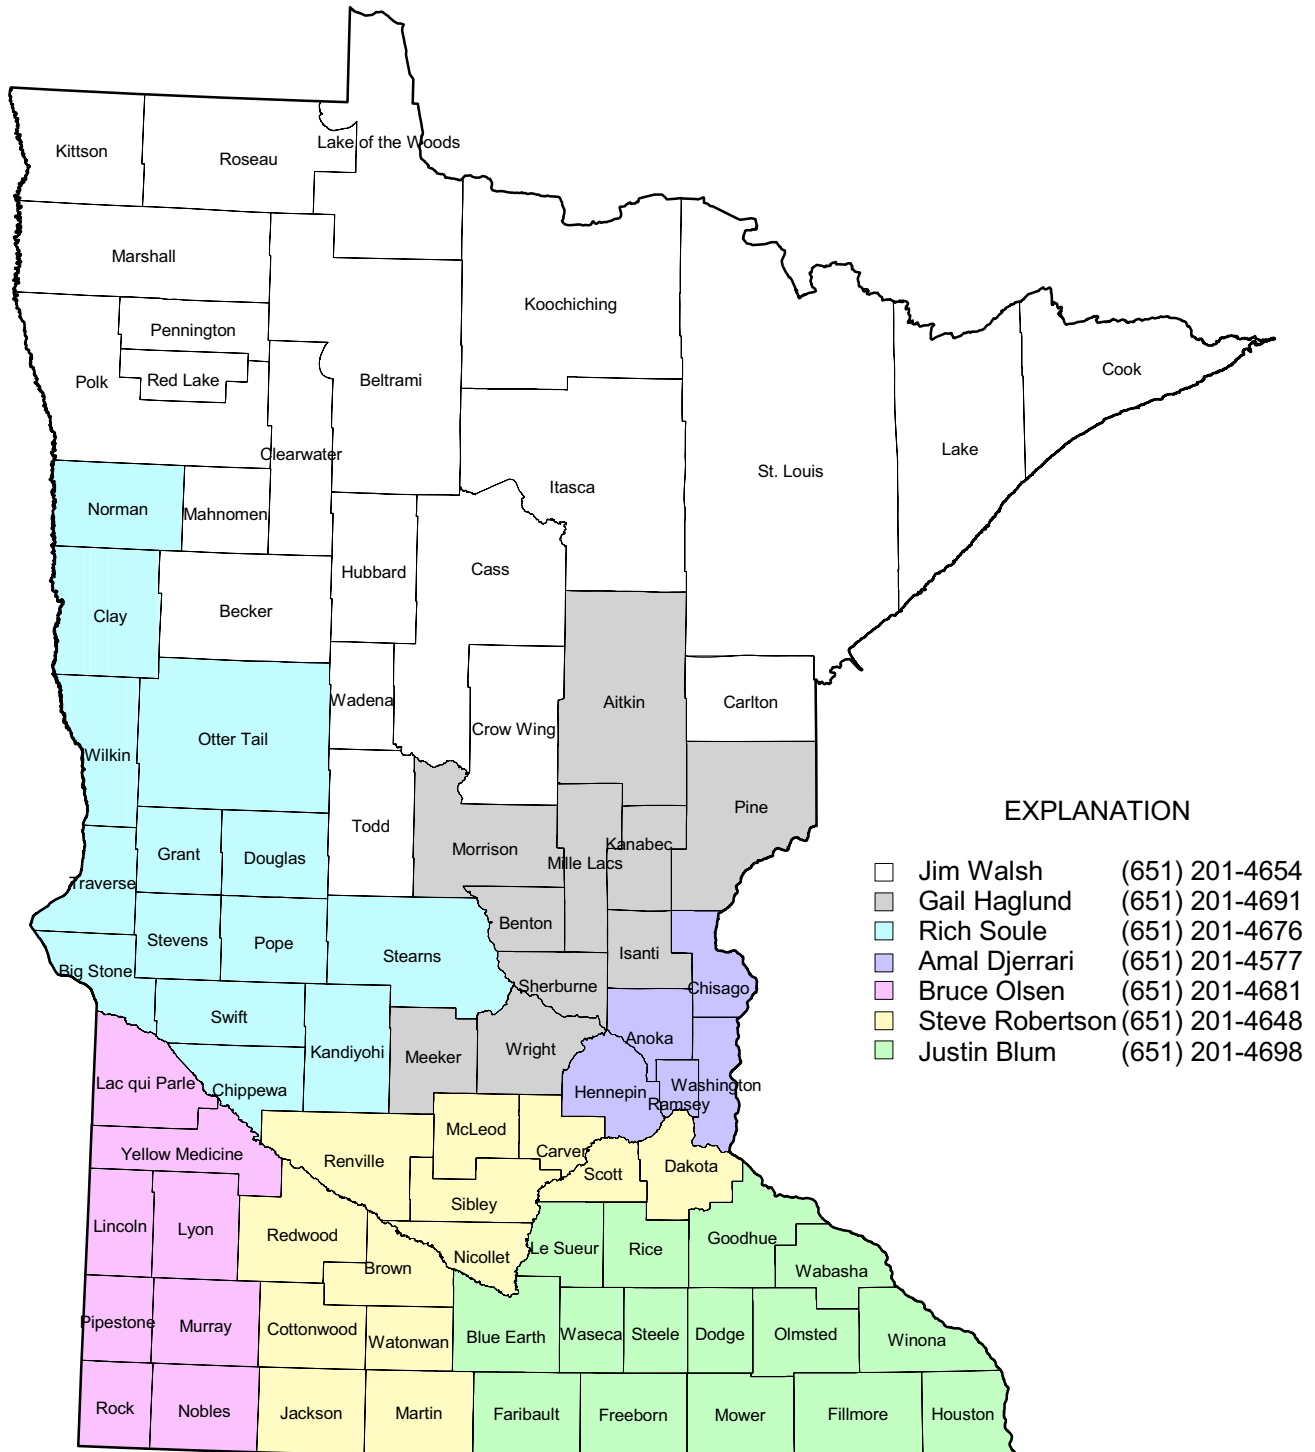 Lake of the Woods
Kittson
Roseau
Marshall
Koochiching
Pennington
Cook
Polk
Red Lake
Beltrami
Lake
Clearwater
St. Louis
Itasca
Norman
Mahnomen
Hubbard
Cass
Clay
Becker
Wadena
Aitkin
Carlton
Crow Wing
Otter Tail
Wilkin
Pine
Todd
Grant
Douglas
Morrison
Mille Lacs
Kanabec
Traverse
Benton
Stevens
Pope
Stearns
Isanti
Big Stone
Sherburne
Chisago
Swift
Kandiyohi
Meeker
Wright
Anoka
Lac qui Parle
Chippewa
Hennepin
Washington
Ramsey
McLeod
Yellow Medicine
Renville
Carver
Scott
Dakota
Sibley
Lincoln
Lyon
Redwood
Nicollet
Le Sueur
Rice
Goodhue
Brown
Wabasha
Pipestone
Murray
Cottonwood
Watonwan
Blue Earth
Waseca
Steele
Dodge
Olmsted
Winona
Rock
Nobles
Jackson
Martin
Faribault
Freeborn
Mower
Fillmore
Houston
EXPLANATION
Jim Walsh (651) 201-4654
Gail Haglund (651) 201-4691
Rich Soule (651) 201-4676
Amal Djerrari (651) 201-4577
Bruce Olsen (651) 201-4681
Steve Robertson (651) 201-4648
Justin Blum (651) 201-4698